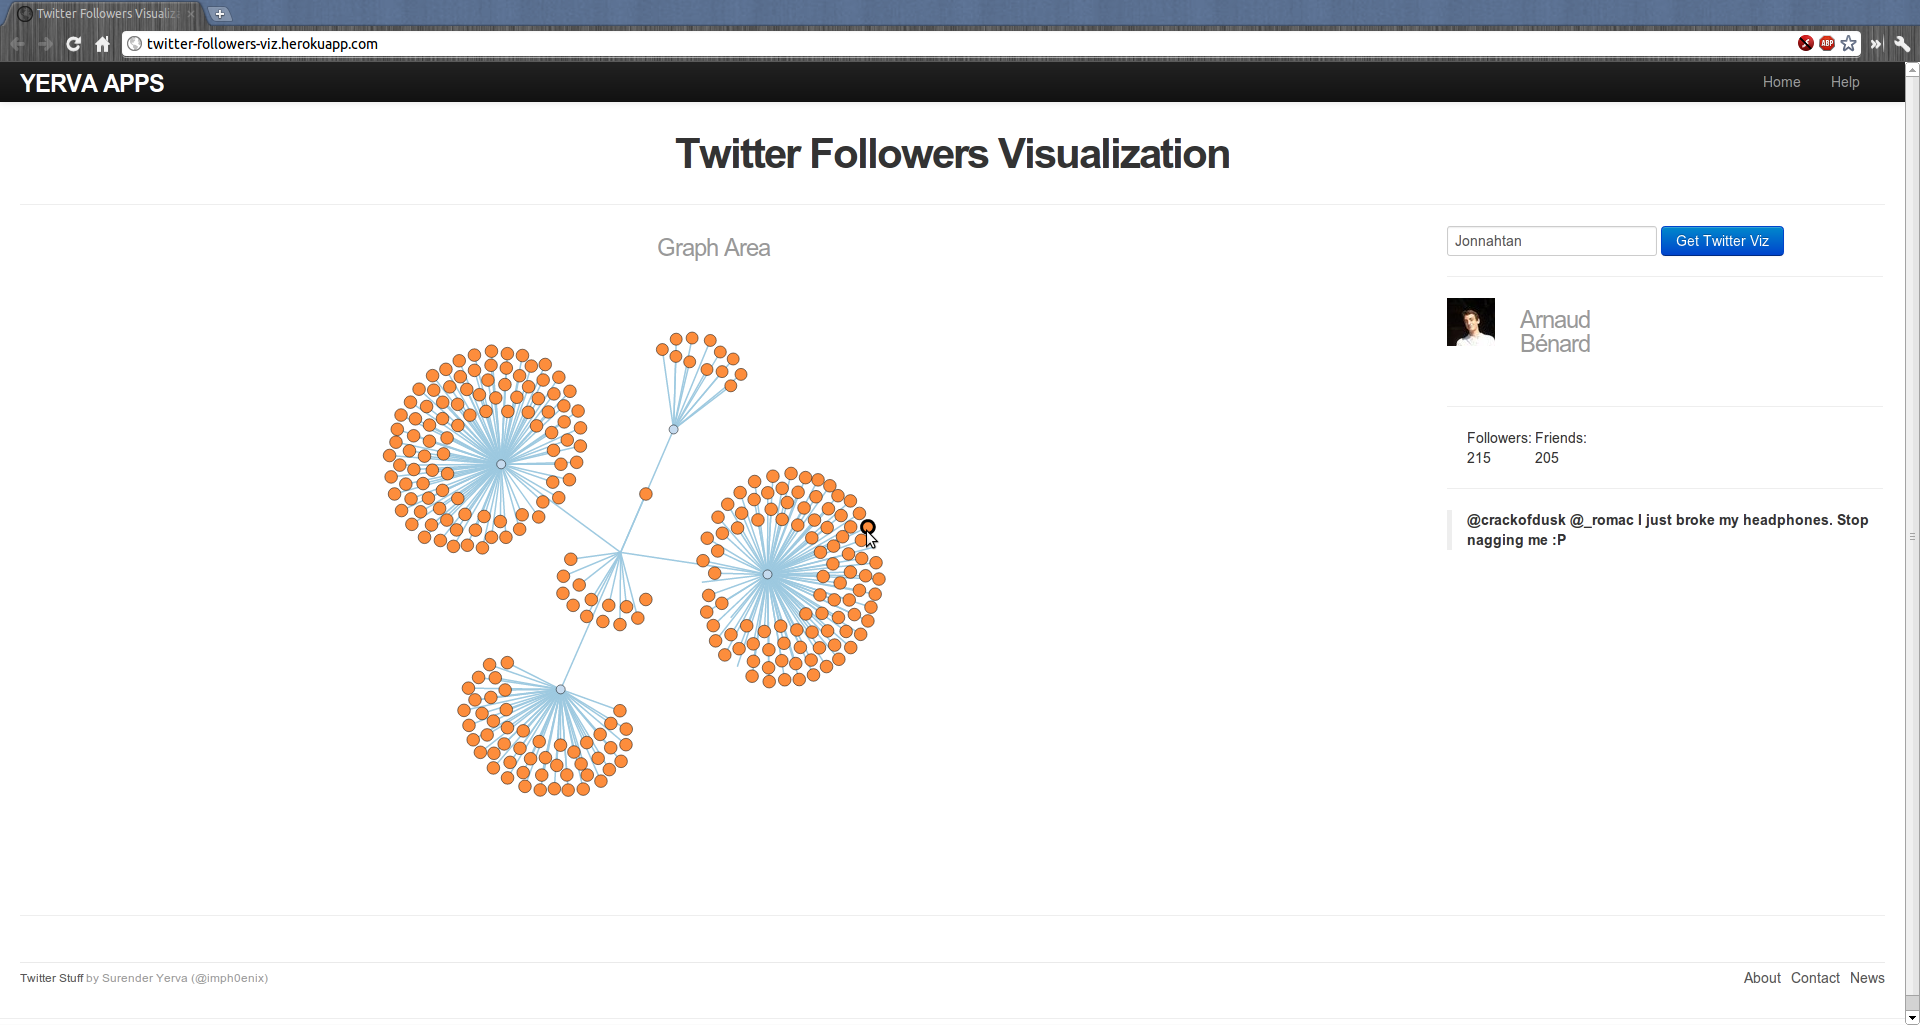 Twitter Followers Visualiz
twitter-followers-viz.herokuapp.com
ABP
YERVA APPS
Home Help
Twitter Followers Visualization
Graph Area
Jonnahtan
Get Twitter Viz
Arnaud
Bénard
Followers: Friends:
215 205
@crackofdusk @_romac I just broke my headphones. Stop
nagging me :P
Twitter Stuff by Surender Yerva (@imph0enix)
About Contact News